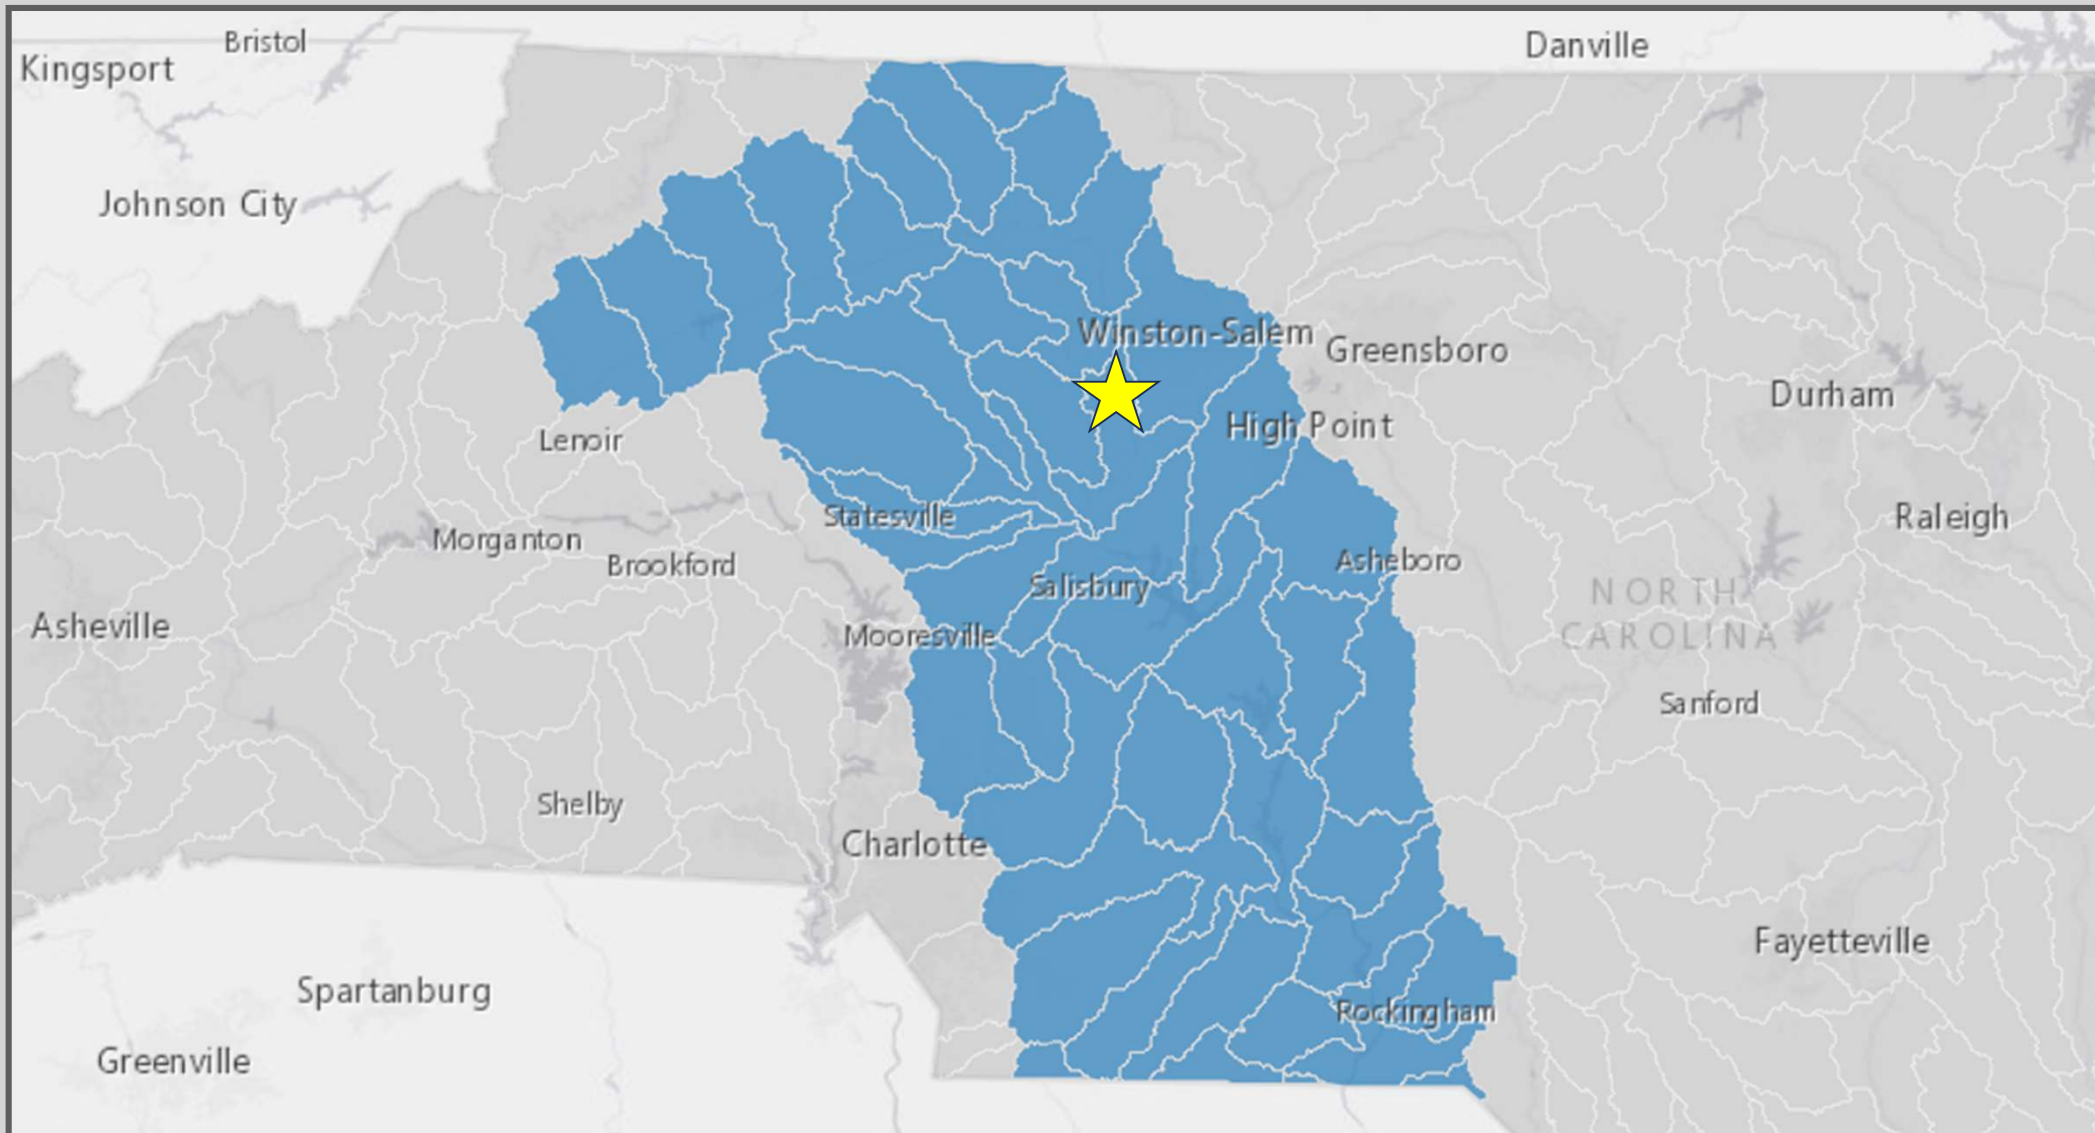 Bristol
Danville
Kingsport
Johnson City
Winston-Salem
Greensboro
Durham
High Point
Lenoir
Statesville
Raleigh
Morganton
Brookford
Asheboro
Salisbury
NORTH
CAROLINA
Asheville
Mooresville
Sanford
Shelby
Charlotte
Fayetteville
Spartanburg
Rockingham
Greenville